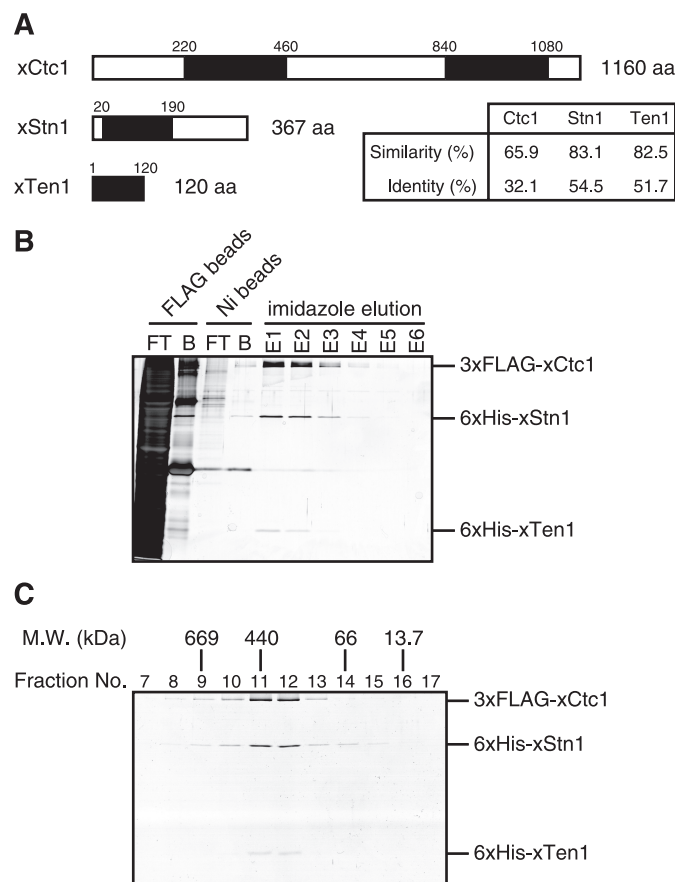 A
220 460 840 1080
xCtc1 1160 aa
20 190
xStn1 367 aa
1 120
xTen1 120 aa
Ctc1 Stn1 Ten1
Similarity (%) 65.9 83.1 82.5
Identity (%) 32.1 54.5 51.7
B
FLAG beads Ni beads imidazole elution
FT B FT B E1 E2 E3 E4 E5 E6
3xFLAG-xCtc1
6xHis-xStn1
6xHis-xTen1
C
M.W. (kDa) 669 440 66 13.7
Fraction No. 7 8 9 10 11 12 13 14 15 16 17
3xFLAG-xCtc1
6xHis-xStn1
6xHis-xTen1